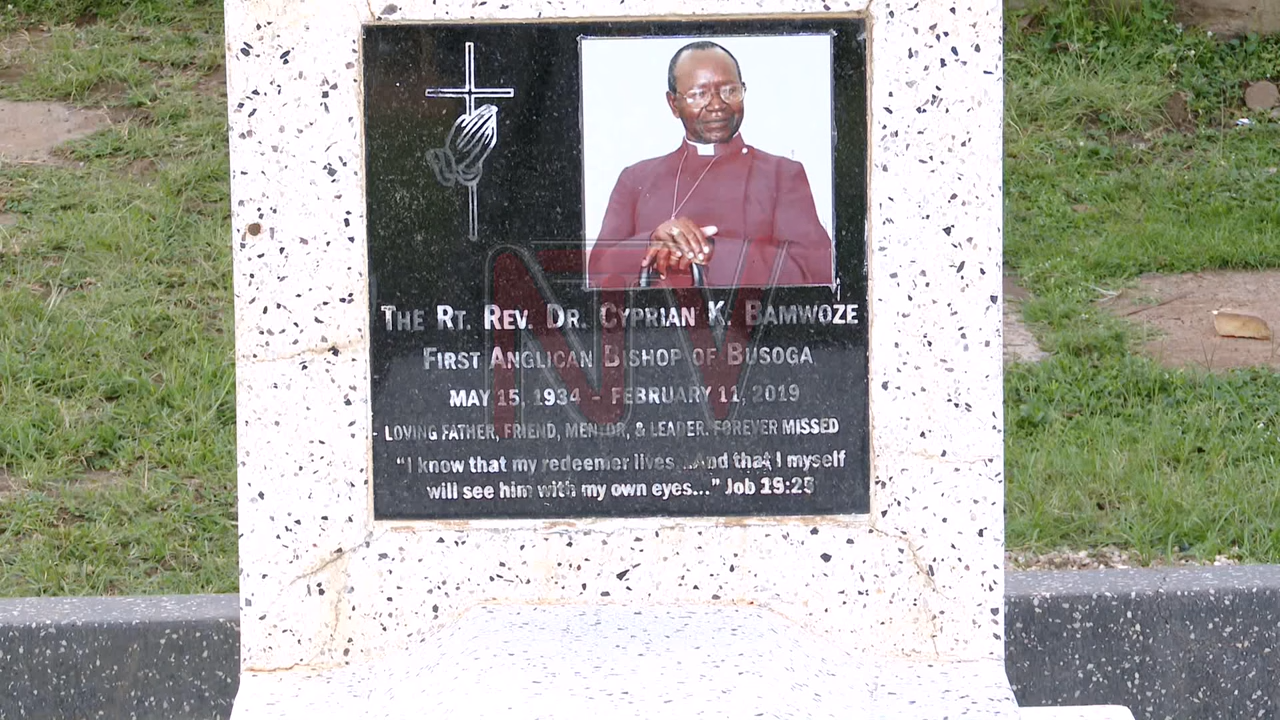 THE RT. REV. DR. CYPRIAN K. BAMWOZE
FIRST ANGLICAN BISHOP OF BUSOGA
MAY 15, 1934 - FEBRUARY 11, 2019
- LOVING FATHER, FRIEND, MENTOR, & LEADER. FOREVER MISSED
“I know that my redeemer lives...And that I myself
will see him with my own eyes...” Job 19:25
NTV